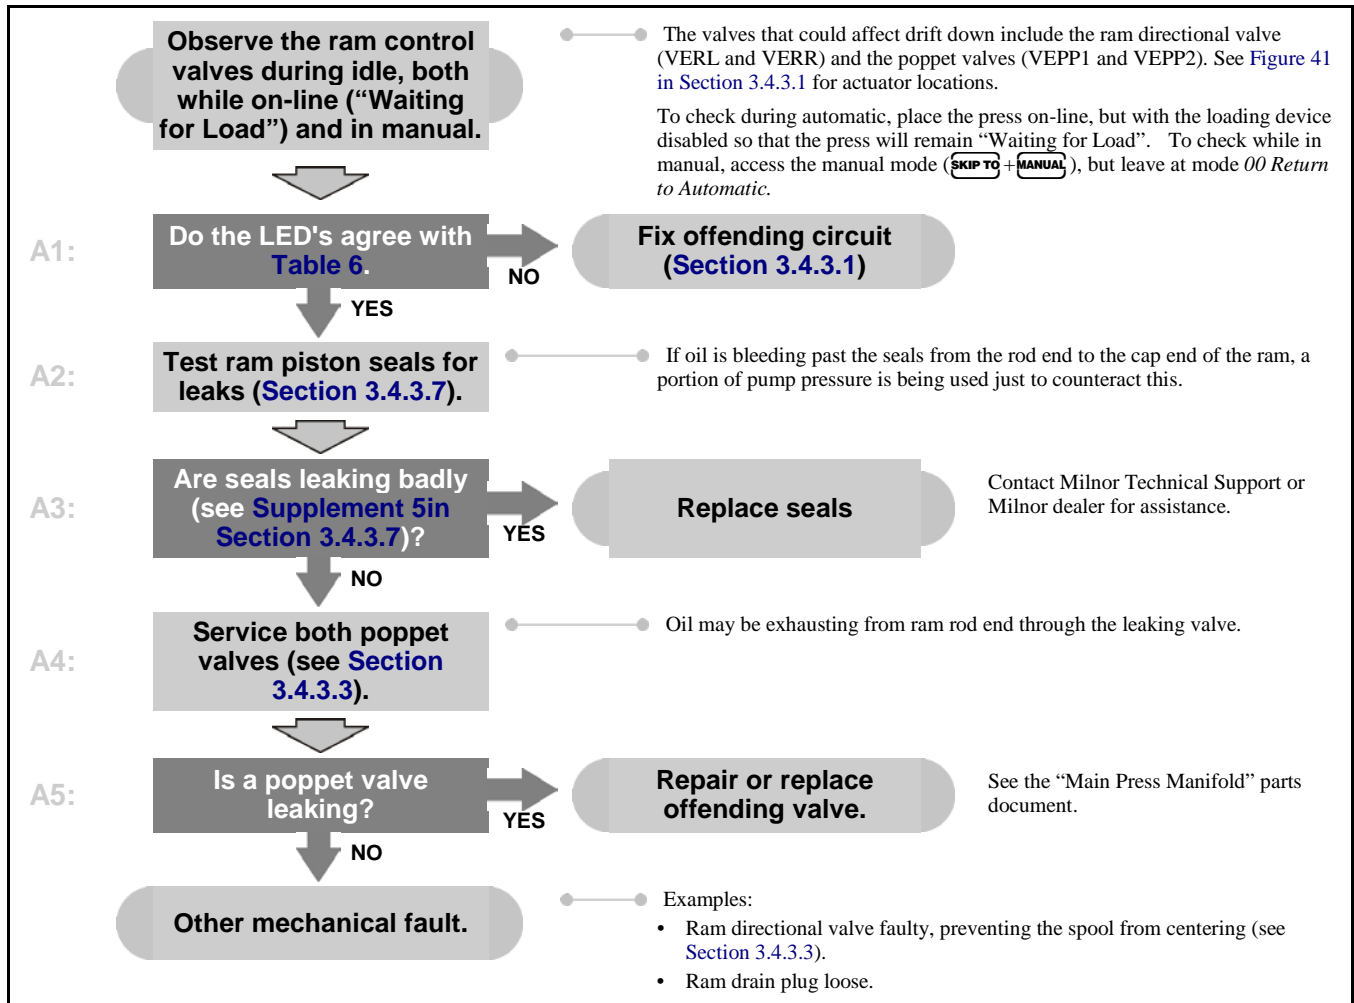 Observe the ram control
valves during idle, both
while on-line (“Waiting
for Load”) and in manual.
The valves that could affect drift down include the ram directional valve
(VERL and VERR) and the poppet valves (VEPP1 and VEPP2). See Figure 41
in Section 3.4.3.1 for actuator locations.
To check during automatic, place the press on-line, but with the loading device
disabled so that the press will remain “Waiting for Load”. To check while in
manual, access the manual mode (SKIP TO+MANUAL), but leave at mode 00 Return
to Automatic.
A1:
Do the LED's agree with
Table 6.
NO
Fix offending circuit
(Section 3.4.3.1)
YES
A2:
Test ram piston seals for
leaks (Section 3.4.3.7).
If oil is bleeding past the seals from the rod end to the cap end of the ram, a
portion of pump pressure is being used just to counteract this.
A3:
Are seals leaking badly
(see Supplement 5in
Section 3.4.3.7)?
YES
Replace seals
Contact Milnor Technical Support or
Milnor dealer for assistance.
NO
A4:
Service both poppet
valves (see Section
3.4.3.3).
Oil may be exhausting from ram rod end through the leaking valve.
A5:
Is a poppet valve
leaking?
YES
Repair or replace
offending valve.
See the “Main Press Manifold” parts
document.
NO
Other mechanical fault.
Examples:
• Ram directional valve faulty, preventing the spool from centering (see
Section 3.4.3.3).
• Ram drain plug loose.